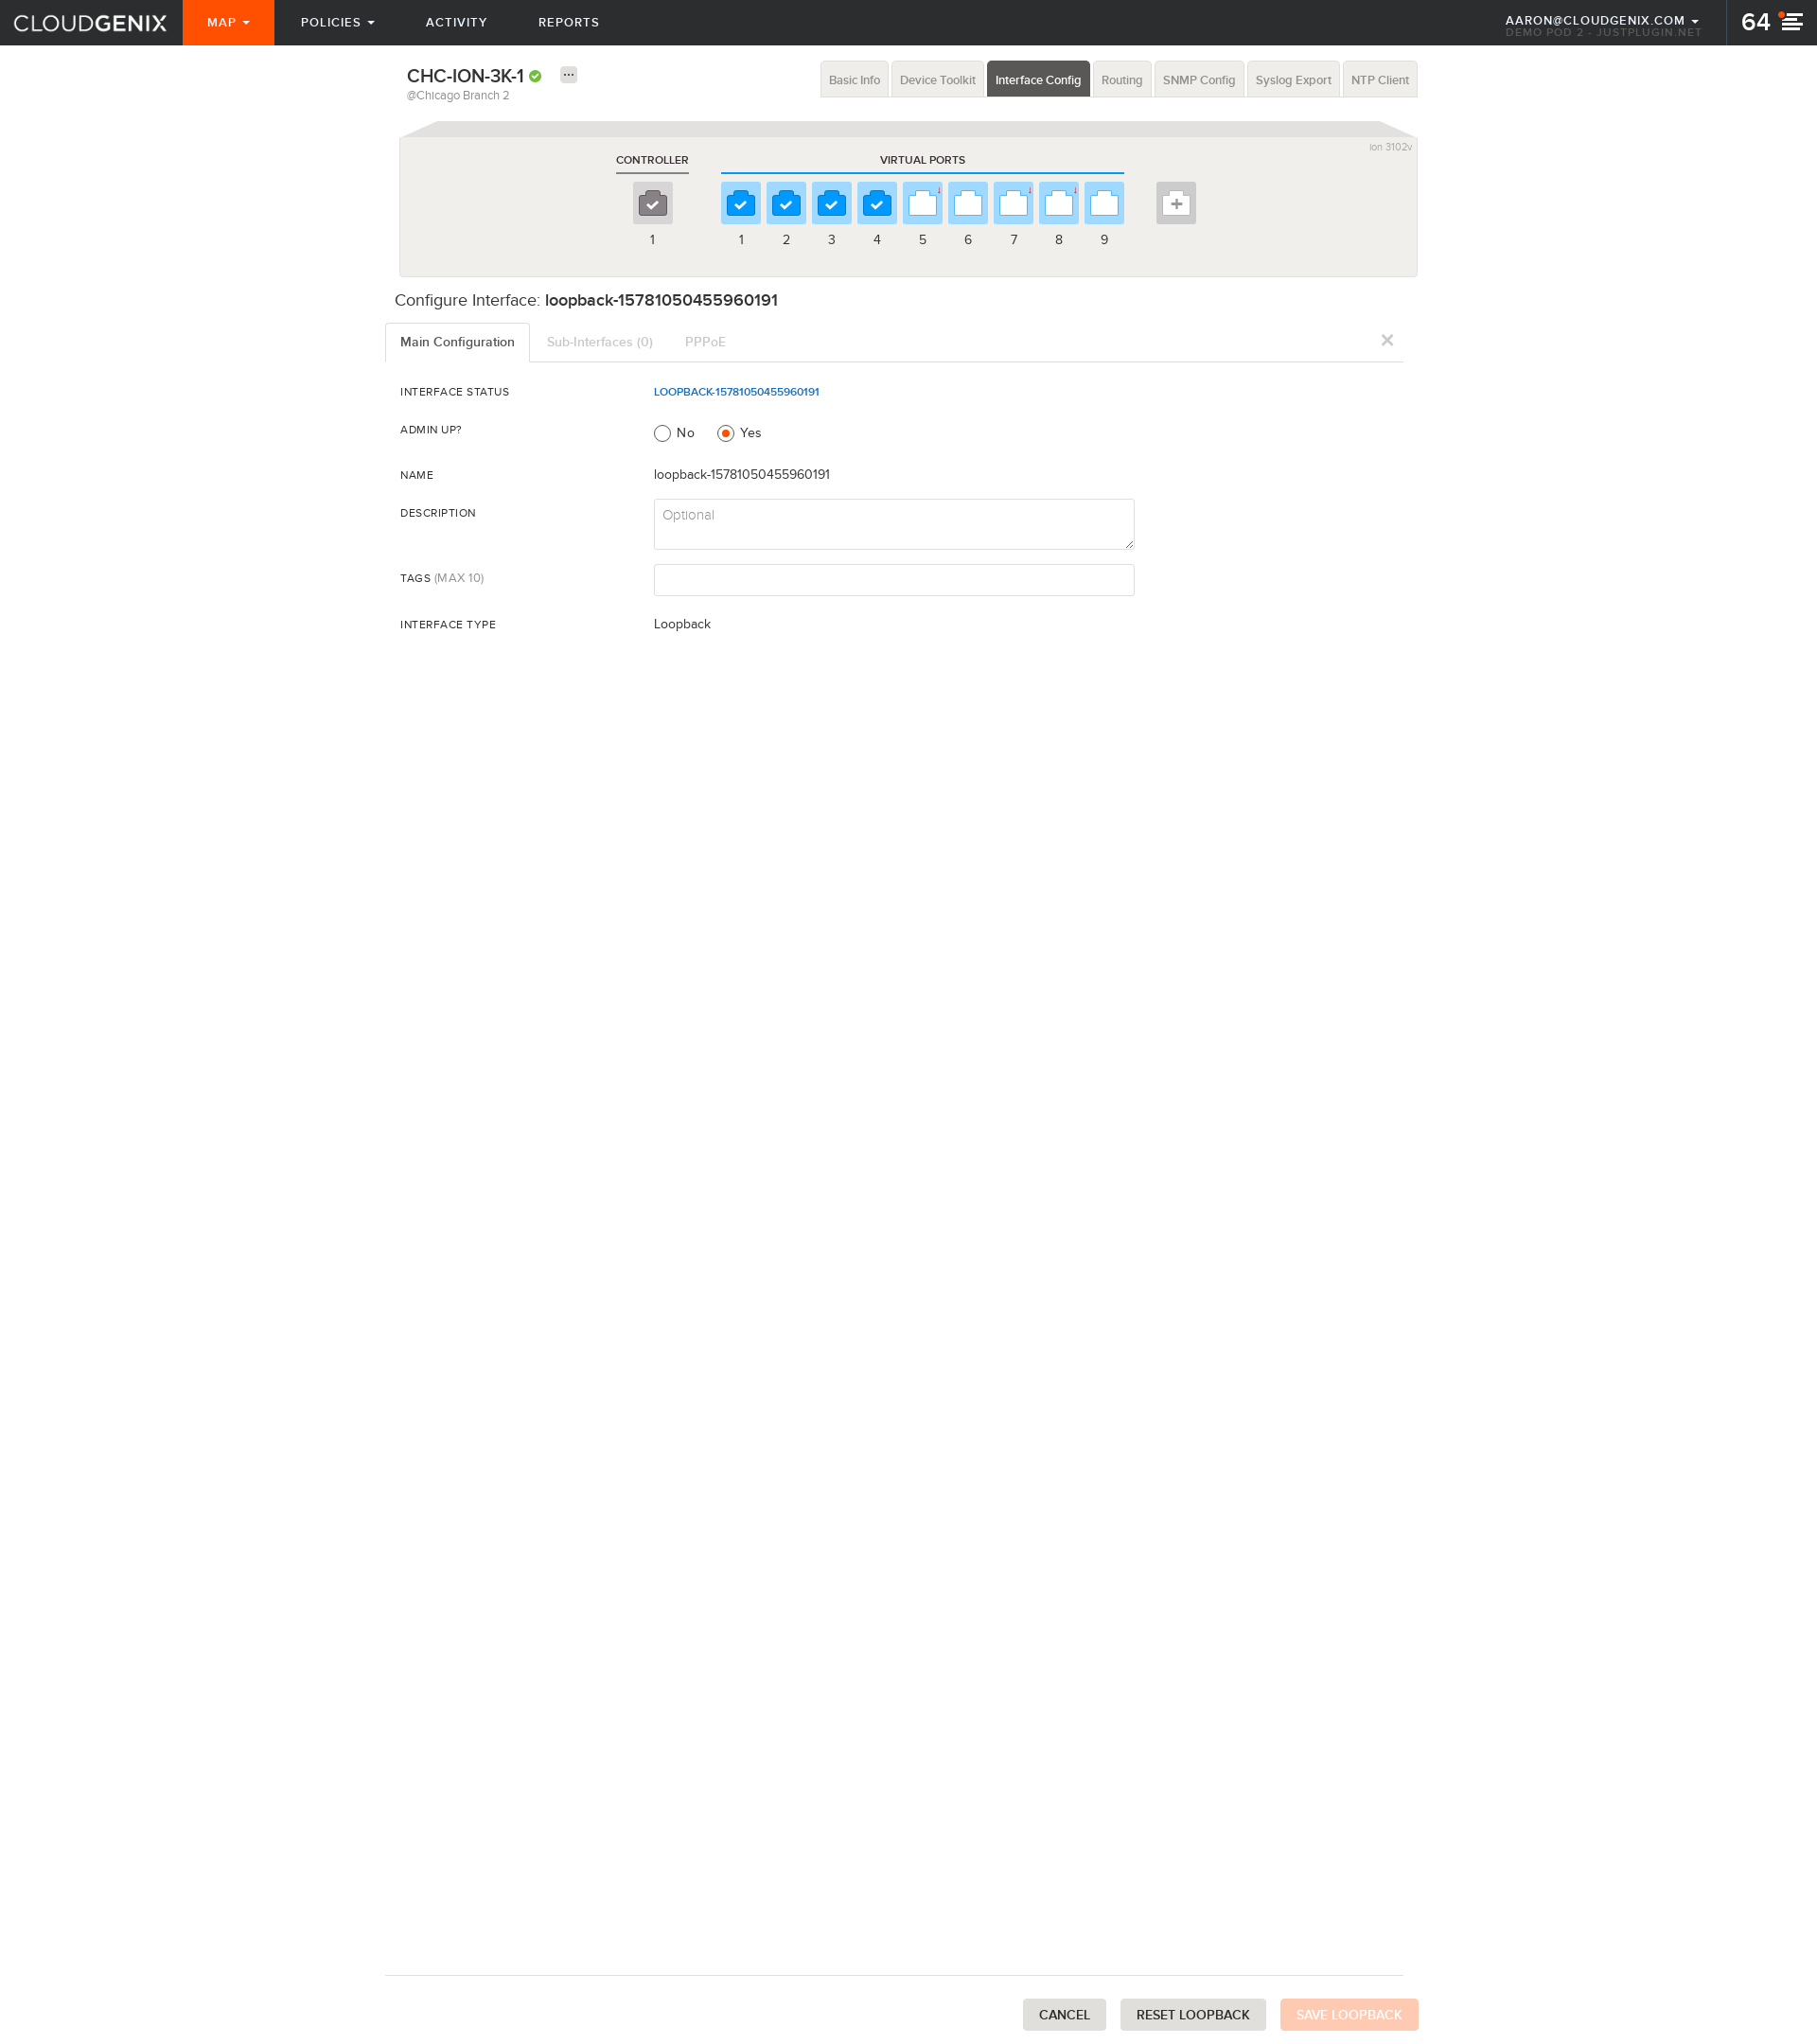 CLOUDGENIX MAP POLICIES ACTIVITY REPORTS AARON@CLOUDGENIX.COM 64
DEMO POD 2 - JUSTPLUGIN.NET
CHC-ION-3K-1 Basic Info Device Toolkit Interface Config Routing SNMP Config Syslog Export NTP Client
@Chicago Branch 2
ion 3102v
CONTROLLER VIRTUAL PORTS
1 1 2 3 4 5 6 7 8 9
Configure Interface: loopback-15781050455960191
Main Configuration Sub-Interfaces (0) PPPoE
INTERFACE STATUS LOOPBACK-15781050455960191
ADMIN UP? No Yes
NAME loopback-15781050455960191
DESCRIPTION Optional
TAGS (MAX 10)
INTERFACE TYPE Loopback
CANCEL RESET LOOPBACK SAVE LOOPBACK